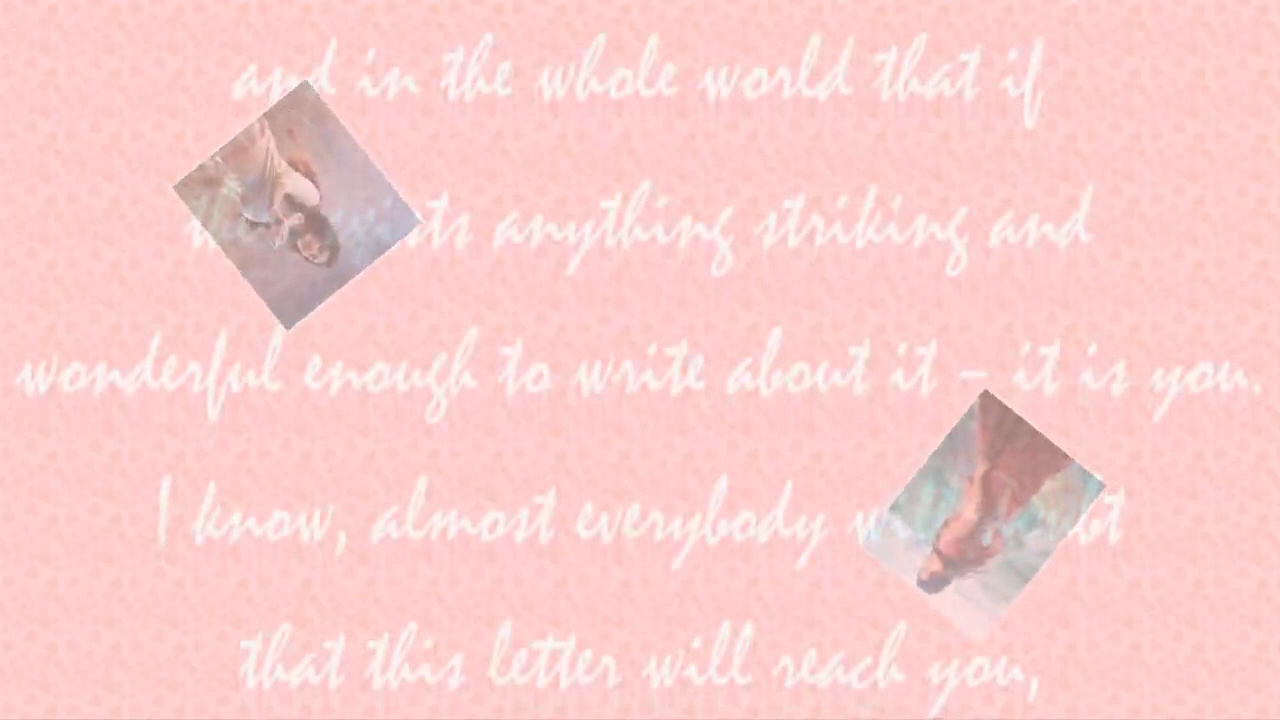 and in the whole world that if
anything striking and
wonderful enough to write about it – it is you.
I know, almost everybody
that this letter will reach you,